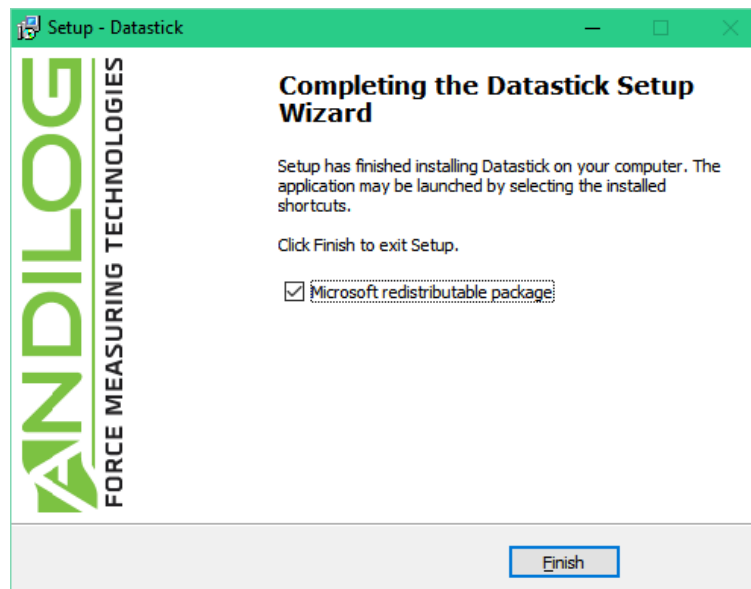 Setup - Datastick
ANDILOG
FORCE MEASURING TECHNOLOGIES
Completing the Datastick Setup
Wizard
Setup has finished installing Datastick on your computer. The
application may be launched by selecting the installed
shortcuts.
Click Finish to exit Setup.
Microsoft redistributable package
Finish